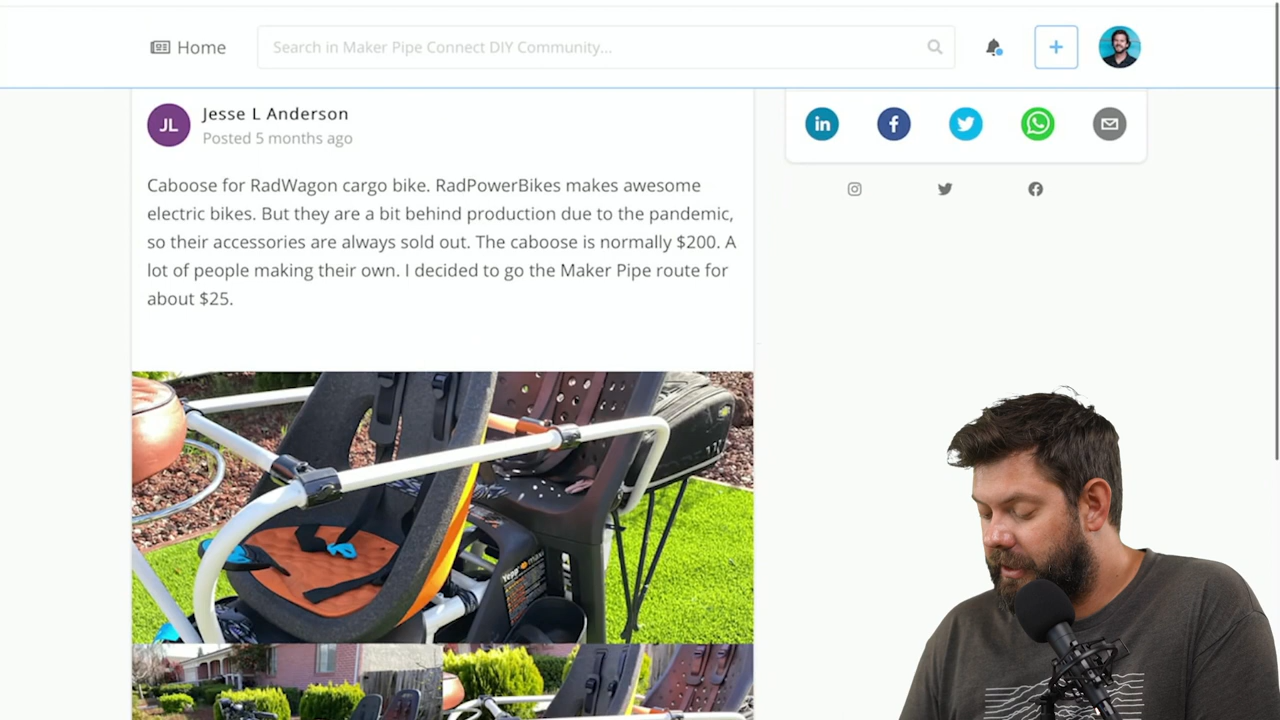 Home
Search in Maker Pipe Connect DIY Community...
JL
Jesse L Anderson
Posted 5 months ago
Caboose for RadWagon cargo bike. RadPowerBikes makes awesome
electric bikes. But they are a bit behind production due to the pandemic,
so their accessories are always sold out. The caboose is normally $200. A
lot of people making their own. I decided to go the Maker Pipe route for
about $25.
Yepp maxi